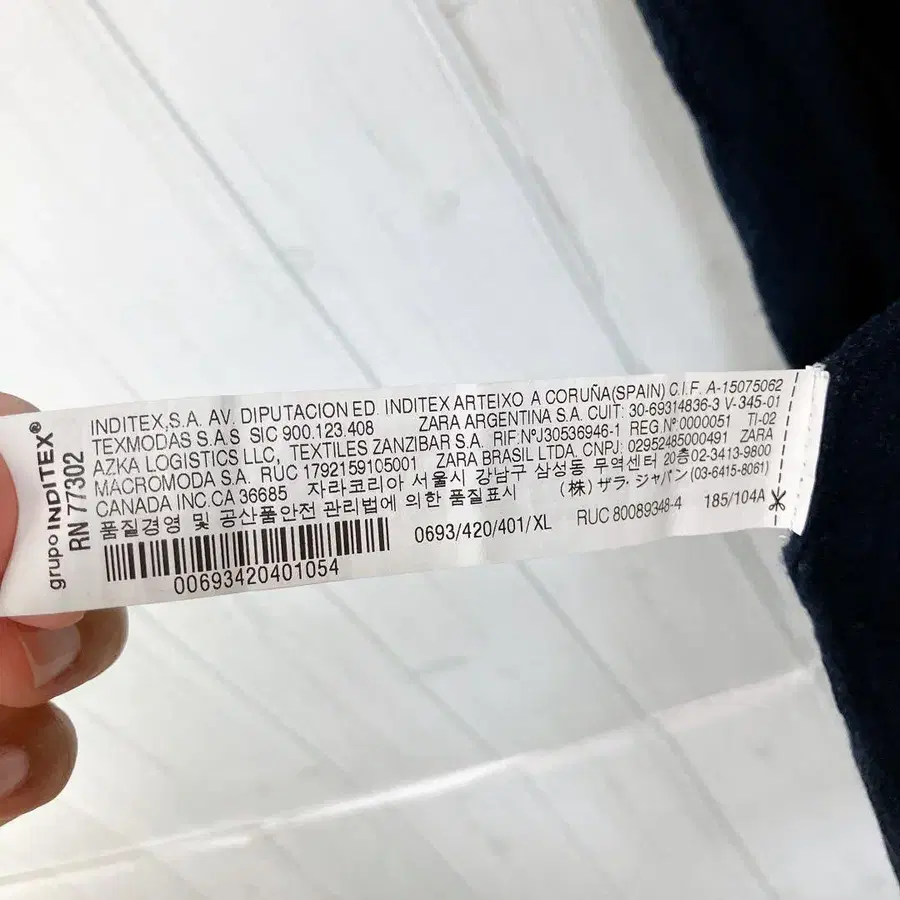 grupo INDITEX®
RN 77302
INDITEX,S.A. AV. DIPUTACION ED. INDITEX ARTEIXO A CORUÑA(SPAIN) C.I.F. A-15075062
TEXMODAS S.A.S SIC 900.123.408 ZARA ARGENTINA S.A. CUIT: 30-69314836-3 V-345-01
AZKA LOGISTICS LLC, TEXTILES ZANZIBAR S.A. RIF.NºJ30536946-1 REG.Nº:0000051 TI-02
MACROMODA S.A. RUC 1792159105001 ZARA BRASIL LTDA. CNPJ: 02952485000491 ZARA
CANADA INC.CA 36685 자라코리아 서울시 강남구 삼성동 무역센터 20층02-3413-9800
품질경영 및 공산품안전 관리법에 의한 품질표시 (株) ザラ・ジャパン(03-6415-8061)
0693/420/401/XL RUC 80089348-4 185/104A
00693420401054